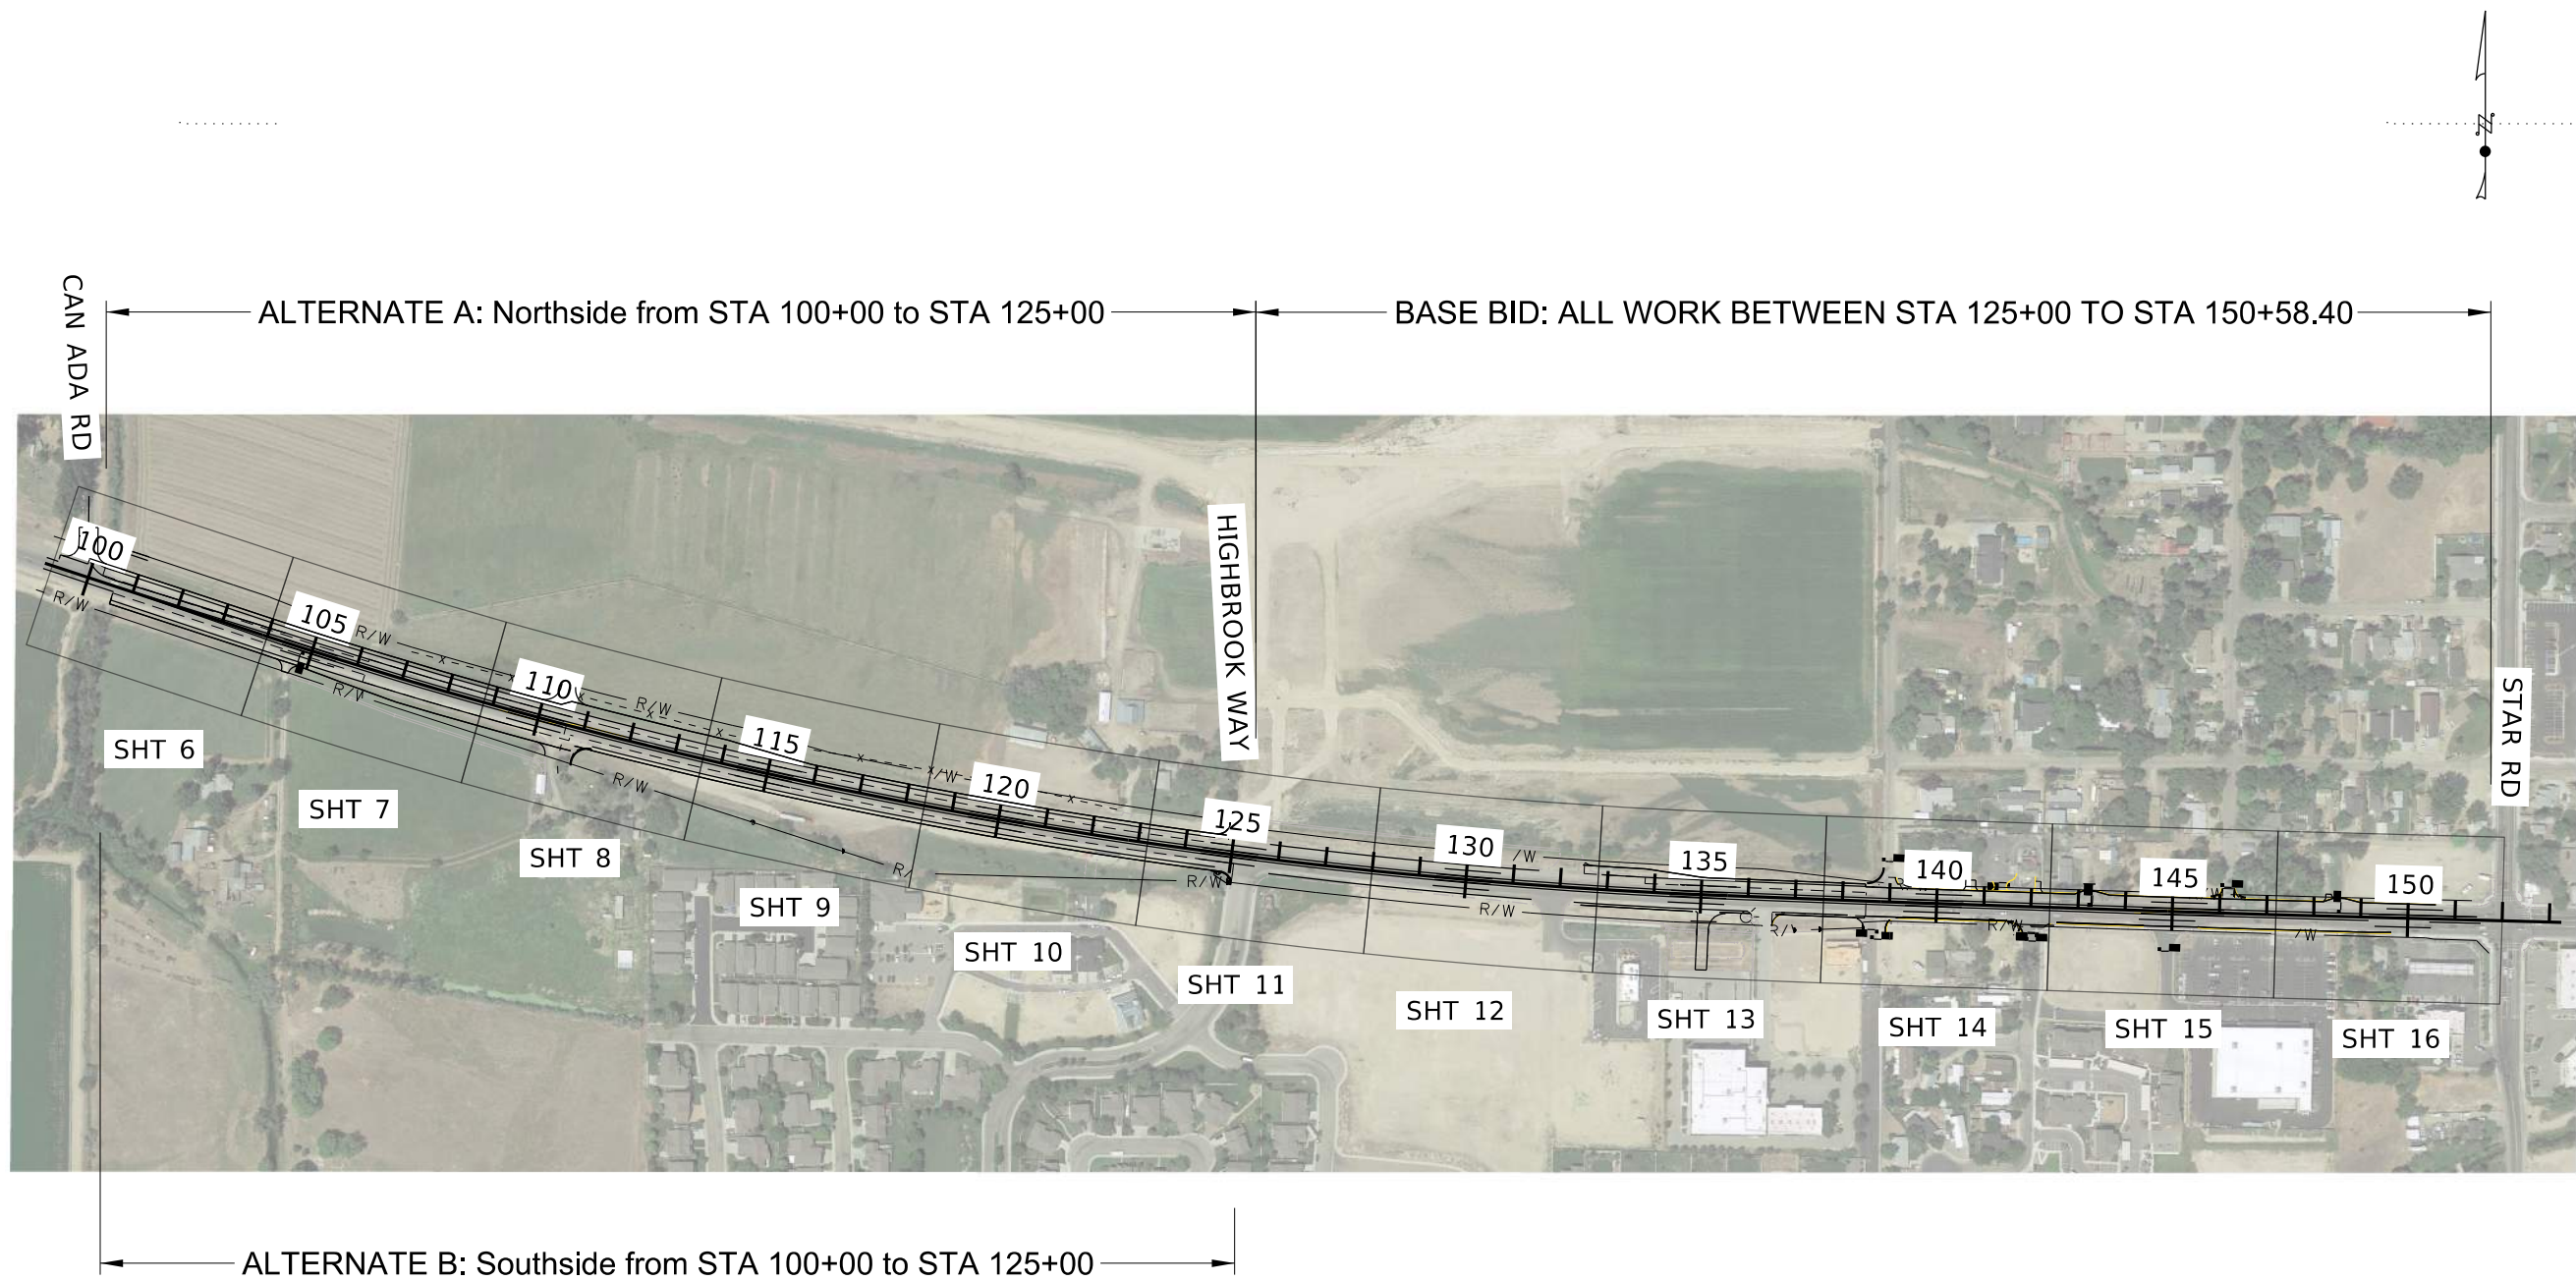 N
ALTERNATE A: Northside from STA 100+00 to STA 125+00
BASE BID: ALL WORK BETWEEN STA 125+00 TO STA 150+58.40
CAN ADA RD
HIGHBROOK WAY
STAR RD
100
105
110
115
120
125
130
135
140
145
150
R/W
R/W
R/W
R/W
R/W
R/W
R/W
R/W
/W
/W
SHT 6
SHT 7
SHT 8
SHT 9
SHT 10
SHT 11
SHT 12
SHT 13
SHT 14
SHT 15
SHT 16
ALTERNATE B: Southside from STA 100+00 to STA 125+00